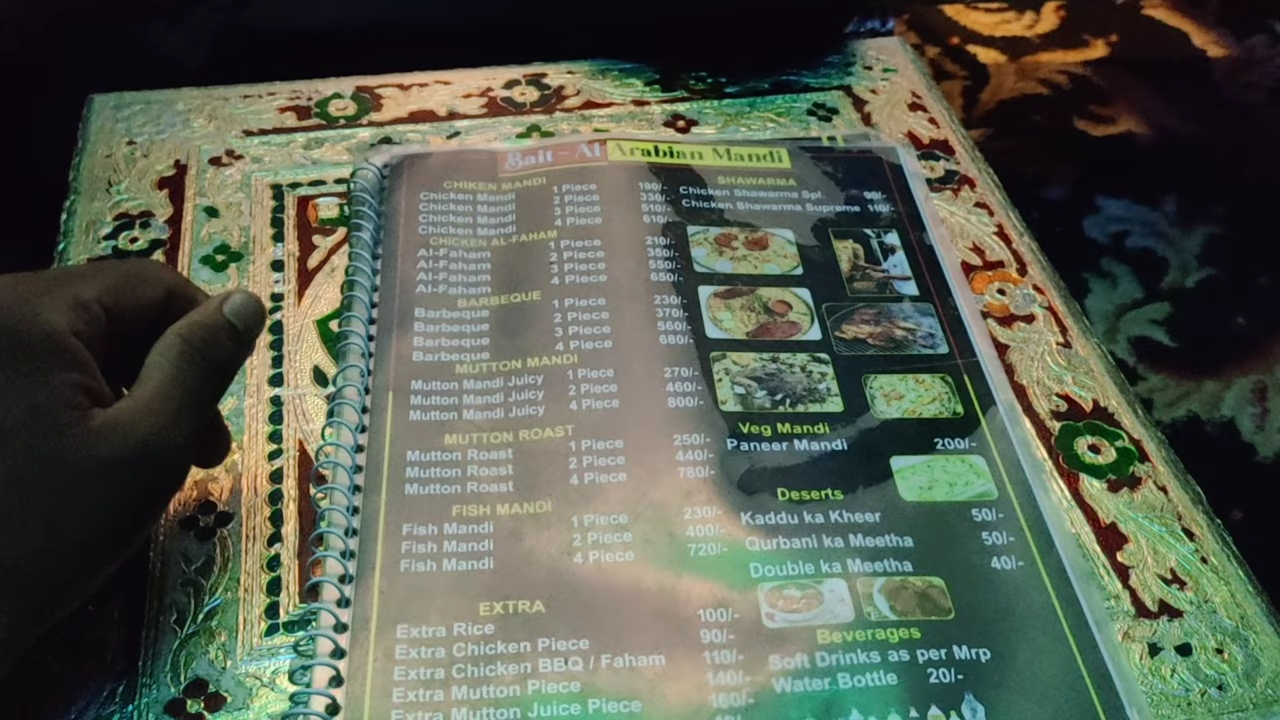 Bait - Al Arabian Mandi
CHIKEN MANDI
Chicken Mandi 1 Piece 190/-
Chicken Mandi 2 Piece 330/-
Chicken Mandi 3 Piece 510/-
Chicken Mandi 4 Piece 610/-
CHICKEN AL-FAHAM
Al-Faham 1 Piece 210/-
Al-Faham 2 Piece 350/-
Al-Faham 3 Piece 550/-
Al-Faham 4 Piece 650/-
BARBEQUE
Barbeque 1 Piece 230/-
Barbeque 2 Piece 370/-
Barbeque 3 Piece 560/-
Barbeque 4 Piece 680/-
MUTTON MANDI
Mutton Mandi Juicy 1 Piece 270/-
Mutton Mandi Juicy 2 Piece 460/-
Mutton Mandi Juicy 4 Piece 800/-
MUTTON ROAST
Mutton Roast 1 Piece 250/-
Mutton Roast 2 Piece 440/-
Mutton Roast 4 Piece 780/-
FISH MANDI
Fish Mandi 1 Piece 230/-
Fish Mandi 2 Piece 400/-
Fish Mandi 4 Piece 720/-
EXTRA
Extra Rice 100/-
Extra Chicken Piece 90/-
Extra Chicken BBQ / Faham 110/-
Extra Mutton Piece 140/-
Extra Mutton Juice Piece 160/-
SHAWARMA
Chicken Shawarma Spl. 90/-
Chicken Shawarma Supreme 110/-
Veg Mandi
Paneer Mandi 200/-
Deserts
Kaddu ka Kheer 50/-
Qurbani ka Meetha 50/-
Double ka Meetha 40/-
Beverages
Soft Drinks as per Mrp
Water Bottle 20/-